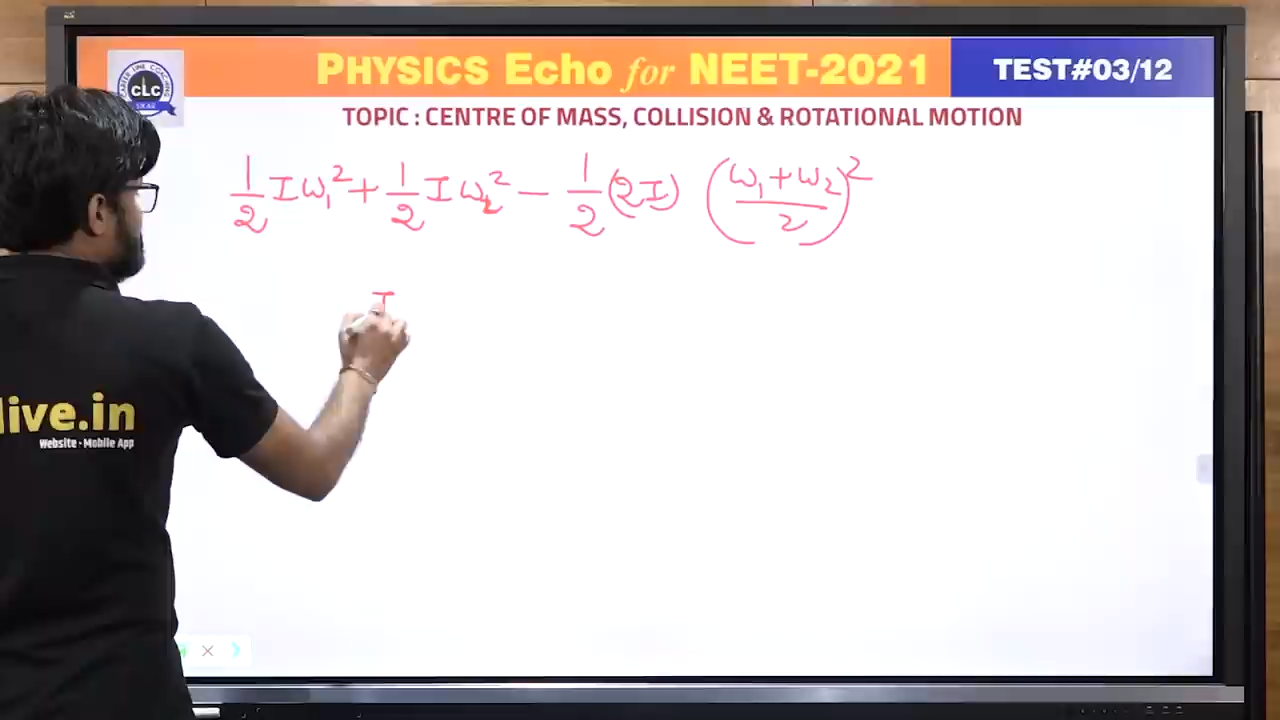 PHYSICS Echo for NEET-2021 TEST#03/12
CLC
TOPIC : CENTRE OF MASS, COLLISION & ROTATIONAL MOTION
1/2 Iω₁² + 1/2 Iω₂² − 1/2 (2I) ((ω₁ + ω₂)/2)²
I
live.in
Website - Mobile App